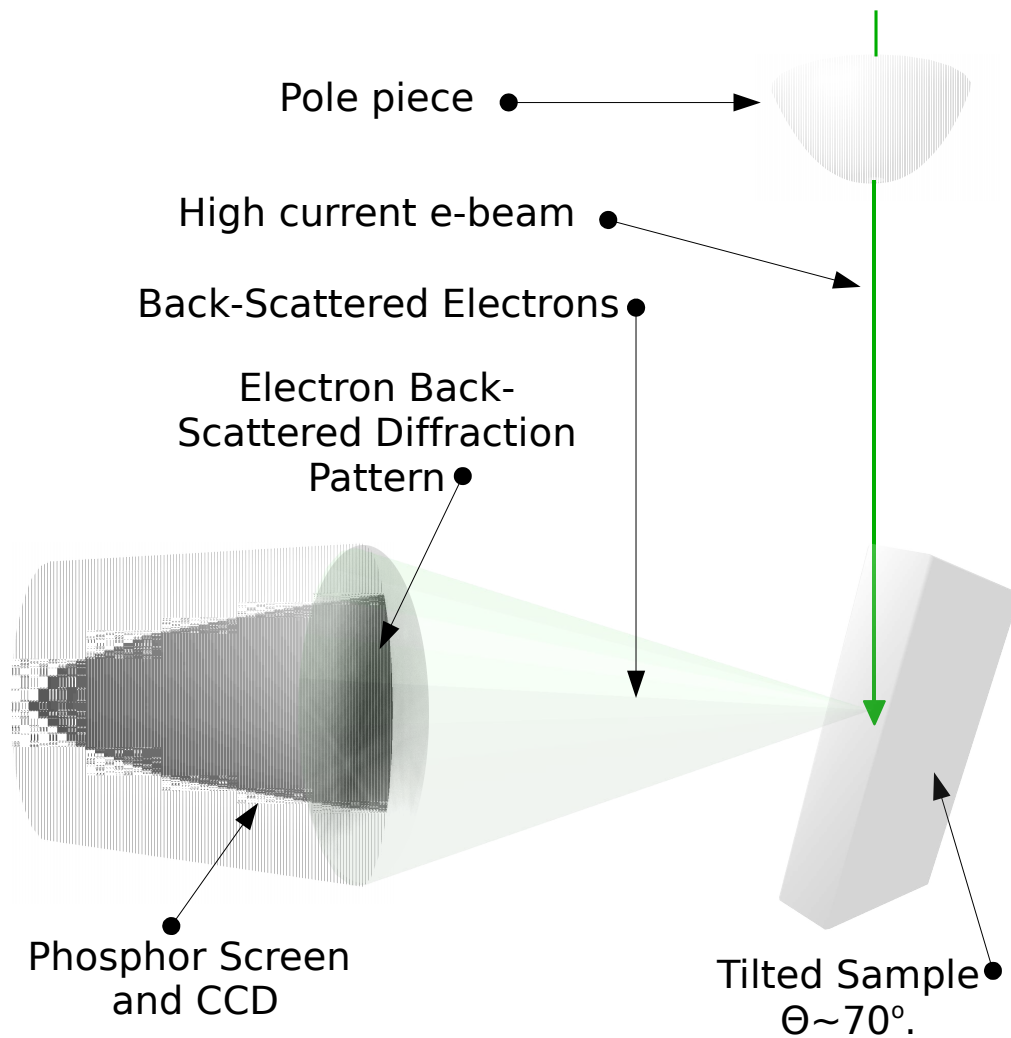 Pole piece
High current e-beam
Back-Scattered Electrons
Electron Back-
Scattered Diffraction
Pattern
Phosphor Screen
and CCD
Tilted Sample
Θ~70º.